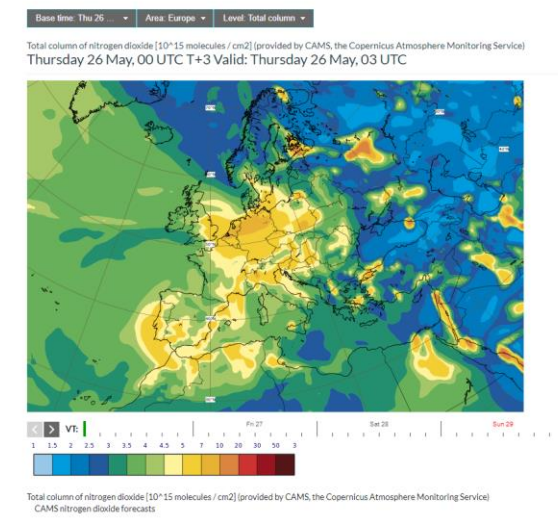 Base time: Thu 26 ... Area: Europe Level: Total column
Total column of nitrogen dioxide [10^15 molecules / cm2] (provided by CAMS, the Copernicus Atmosphere Monitoring Service)
Thursday 26 May, 00 UTC T+3 Valid: Thursday 26 May, 03 UTC
VT: Fri 27 Sat 28 Sun 29
1 1.5 2 2.5 3 3.5 4 4.5 5 7 10 20 30 50 3
Total column of nitrogen dioxide [10^15 molecules / cm2] (provided by CAMS, the Copernicus Atmosphere Monitoring Service)
CAMS nitrogen dioxide forecasts